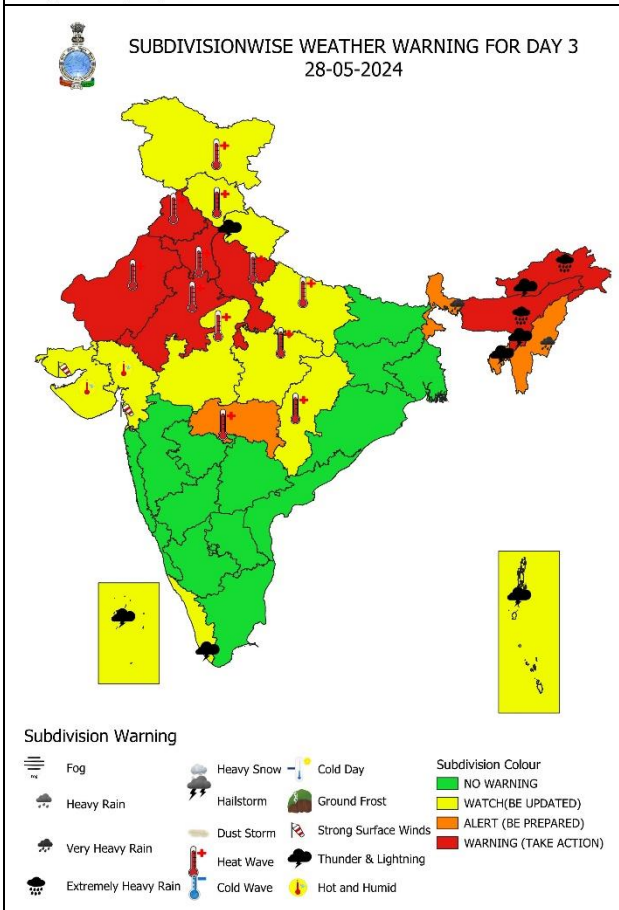 SUBDIVISIONWISE WEATHER WARNING FOR DAY 3
28-05-2024
Subdivision Warning
Fog
Heavy Rain
Very Heavy Rain
Extremely Heavy Rain
Heavy Snow
Hailstorm
Dust Storm
Heat Wave
Cold Wave
Cold Day
Ground Frost
Strong Surface Winds
Thunder & Lightning
Hot and Humid
Subdivision Colour
NO WARNING
WATCH(BE UPDATED)
ALERT (BE PREPARED)
WARNING (TAKE ACTION)